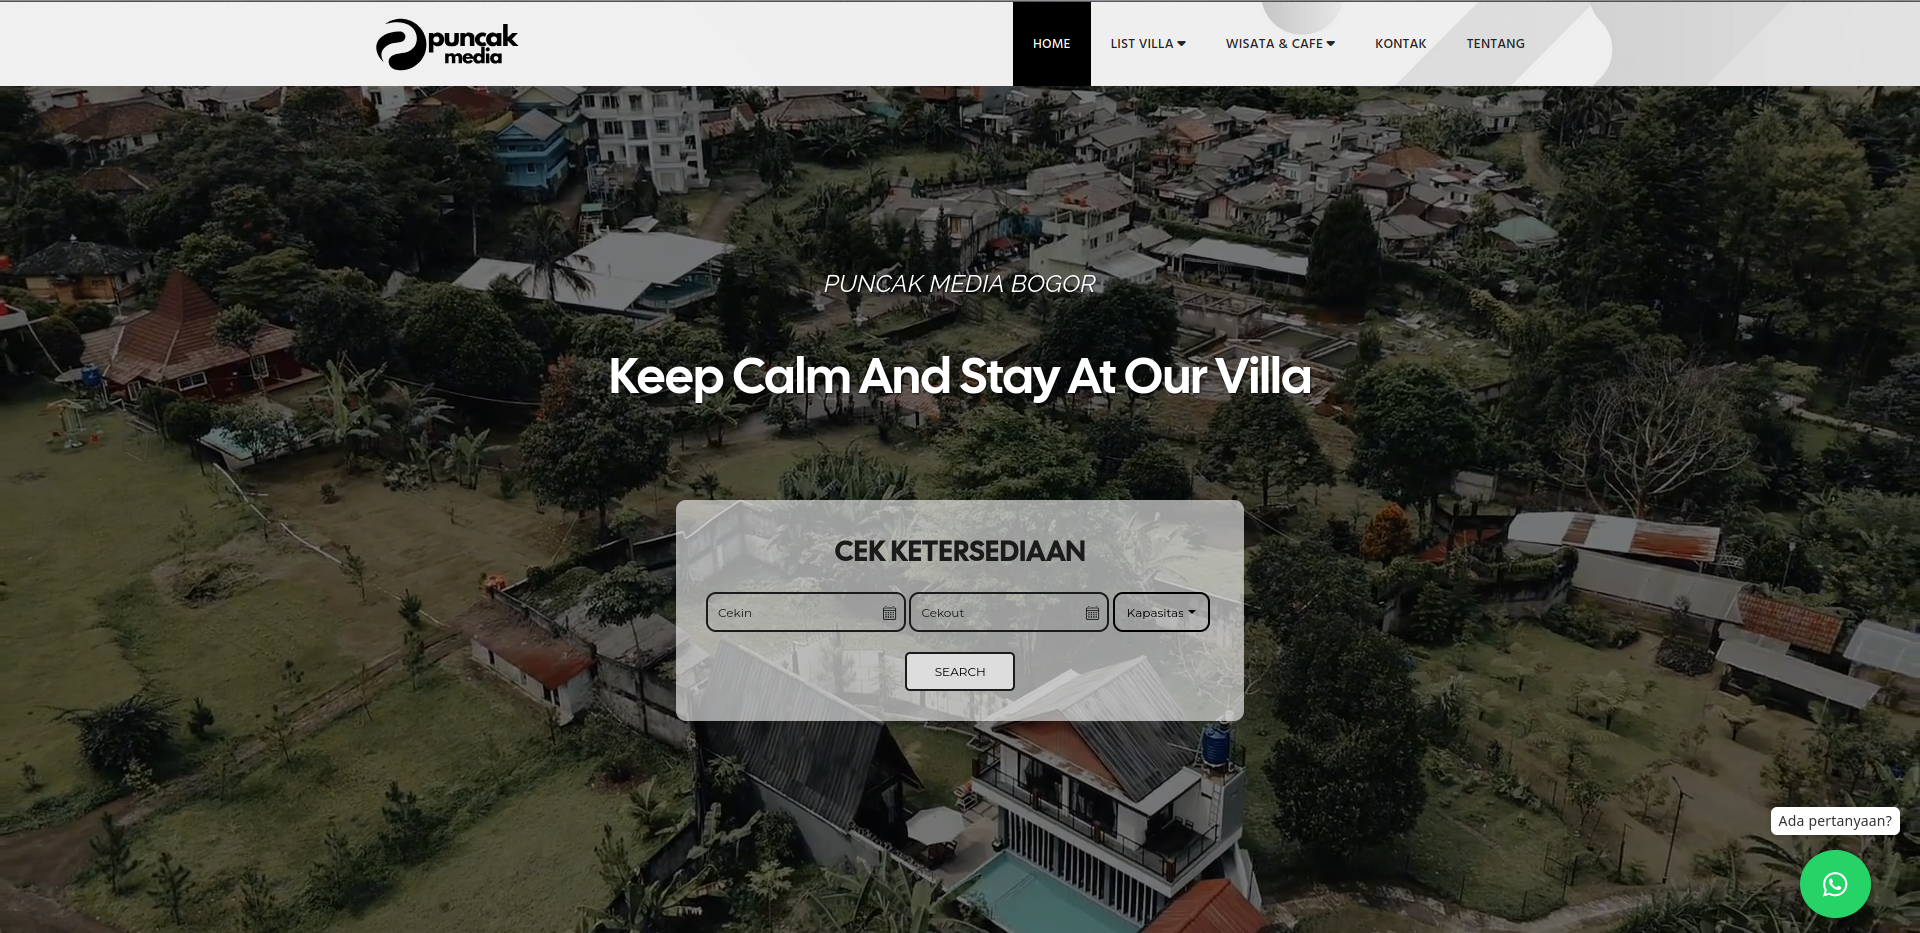 puncak
media
HOME
LIST VILLA
WISATA & CAFE
KONTAK
TENTANG
PUNCAK MEDIA BOGOR
Keep Calm And Stay At Our Villa
CEK KETERSEDIAAN
Cekin
Cekout
Kapasitas
SEARCH
Ada pertanyaan?